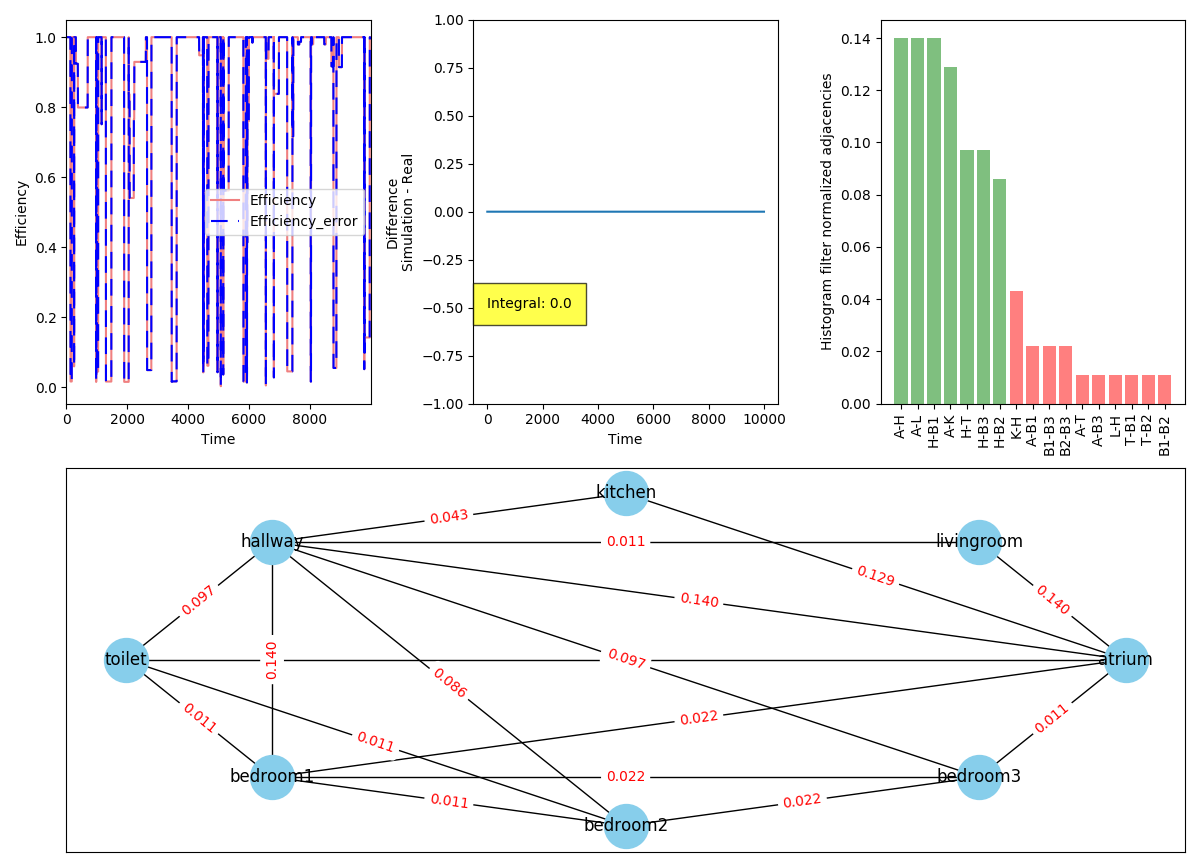 1.0
0.8
0.6
0.4
0.2
0.0
Efficiency
0
2000
4000
6000
8000
Time
Efficiency
Efficiency_error
1.00
0.75
0.50
0.25
0.00
−0.25
−0.50
−0.75
−1.00
Difference
Simulation - Real
Integral: 0.0
0
2000
4000
6000
8000
10000
Time
0.14
0.12
0.10
0.08
0.06
0.04
0.02
0.00
Histogram filter normalized adjacencies
A-H
A-L
H-B1
A-K
H-T
H-B3
H-B2
K-H
A-B1
B1-B3
B2-B3
A-T
A-B3
L-H
T-B1
T-B2
B1-B2
kitchen
0.043
hallway
0.011
livingroom
0.129
0.097
0.140
0.140
toilet
0.140
0.097
atrium
0.086
0.011
0.022
0.011
0.011
bedroom1
0.022
bedroom3
0.011
0.022
bedroom2